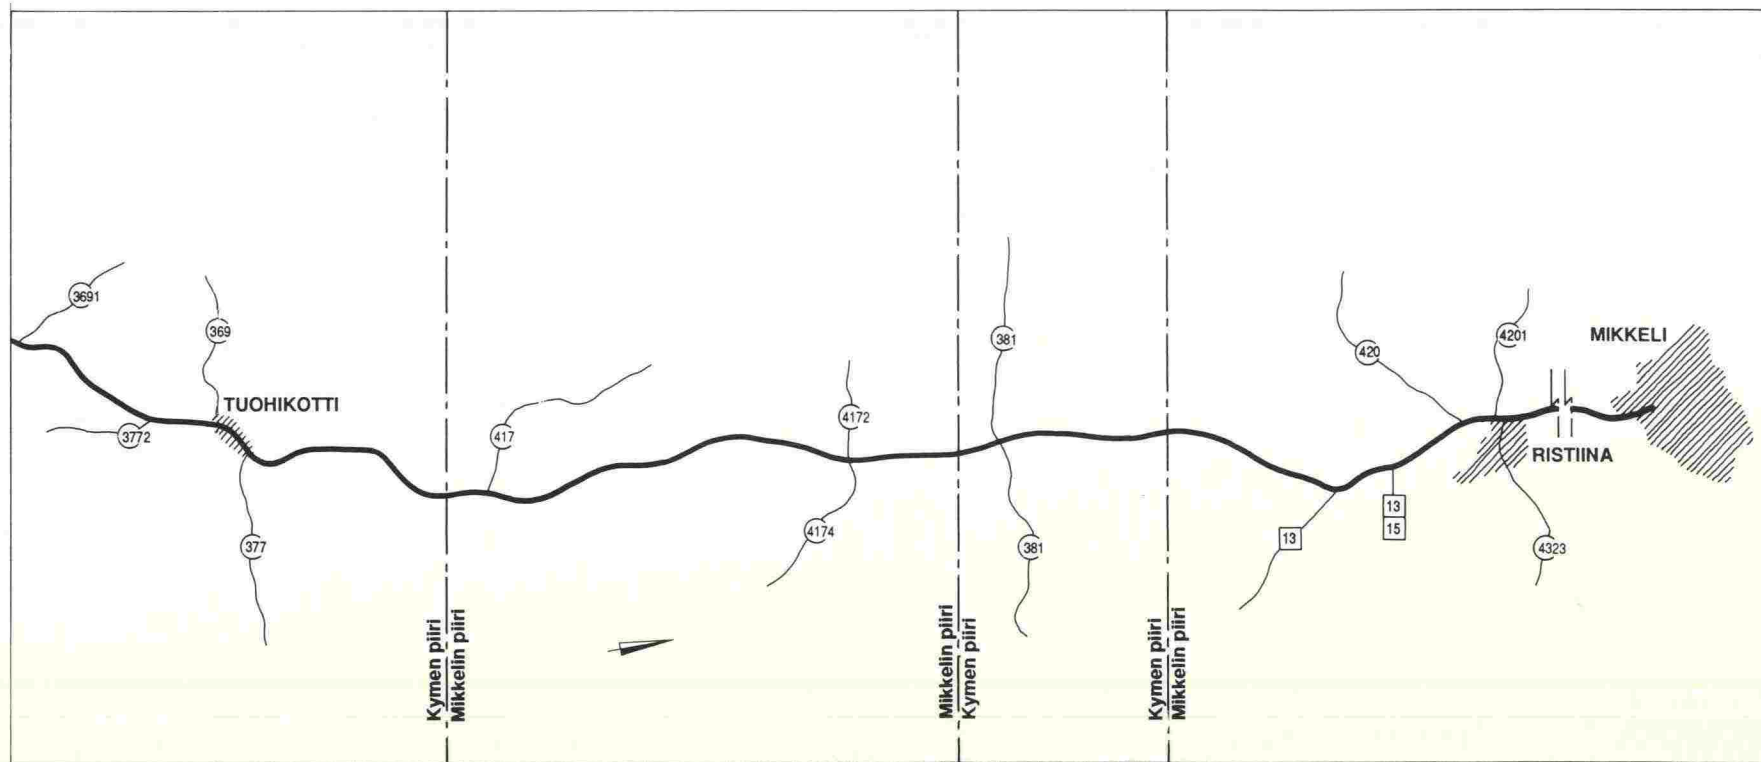 3691
369
TUOHIKOTTI
3772
377
417
4172
4174
381
381
420
4201
MIKKELI
RISTIINA
13
13
15
4323
Kymen piiri
Mikkelin piiri
Mikkelin piiri
Kymen piiri
Kymen piiri
Mikkelin piiri